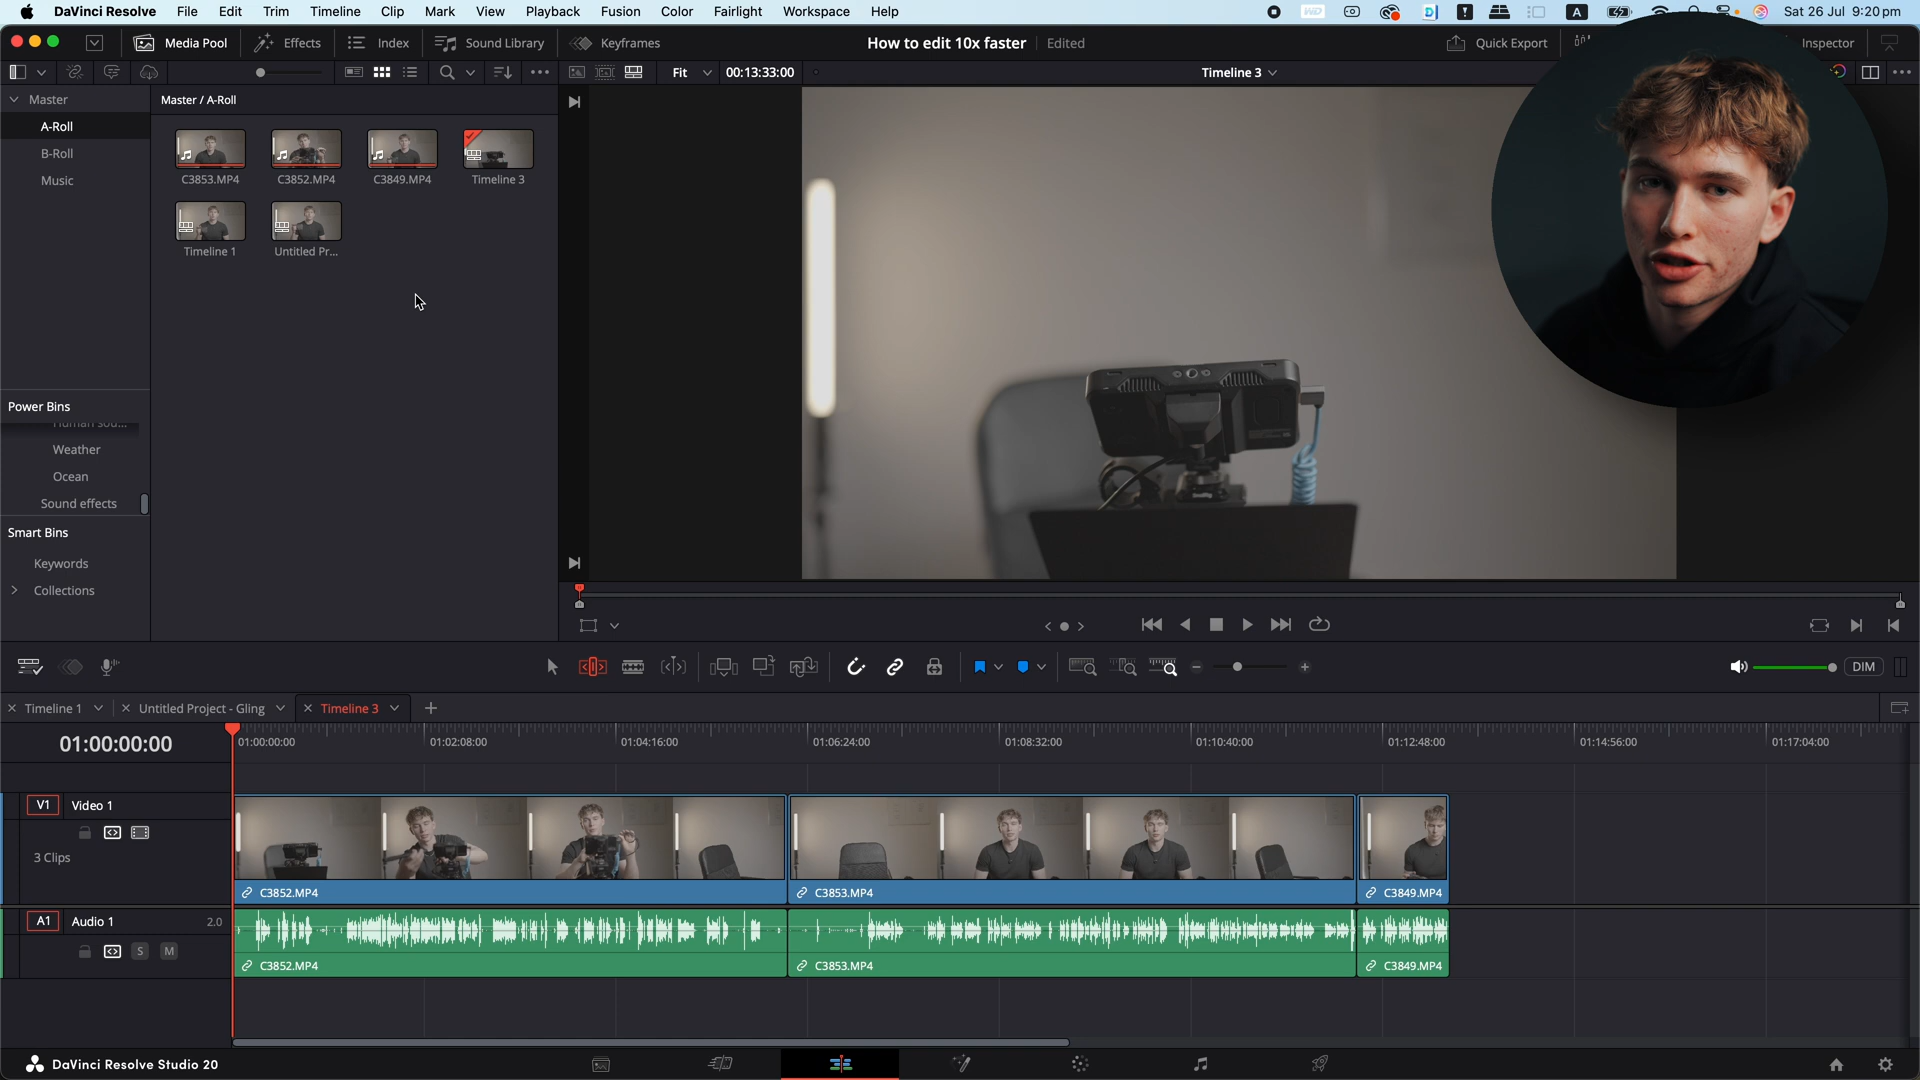 DaVinci Resolve File Edit Trim Timeline Clip Mark View Playback Fusion Color Fairlight Workspace Help
A Sat 26 Jul 9:20 pm
Media Pool Effects Index Sound Library Keyframes How to edit 10x faster Edited Quick Export Inspector
Fit 00:13:33:00 Timeline 3
Master
Master / A-Roll
A-Roll
B-Roll
Music
C3853.MP4 C3852.MP4 C3849.MP4 Timeline 3
Timeline 1 Untitled Pr...
Power Bins
Human sou...
Weather
Ocean
Sound effects
Smart Bins
Keywords
Collections
DIM
Timeline 1 Untitled Project - Gling Timeline 3
01:00:00:00
01:00:00:00 01:02:08:00 01:04:16:00 01:06:24:00 01:08:32:00 01:10:40:00 01:12:48:00 01:14:56:00 01:17:04:00
V1 Video 1
3 Clips
C3852.MP4 C3853.MP4 C3849.MP4
A1 Audio 1 2.0
S M
C3852.MP4 C3853.MP4 C3849.MP4
DaVinci Resolve Studio 20